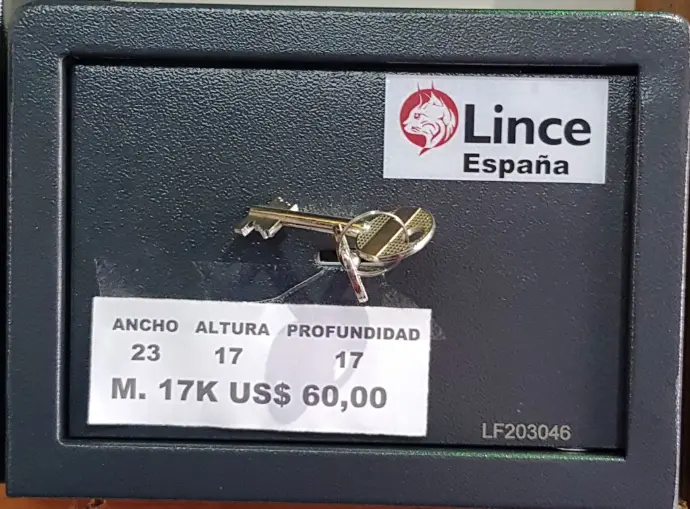 Lince
España
ANCHO ALTURA PROFUNDIDAD
23 17 17
M. 17K US$ 60,00
LF203046